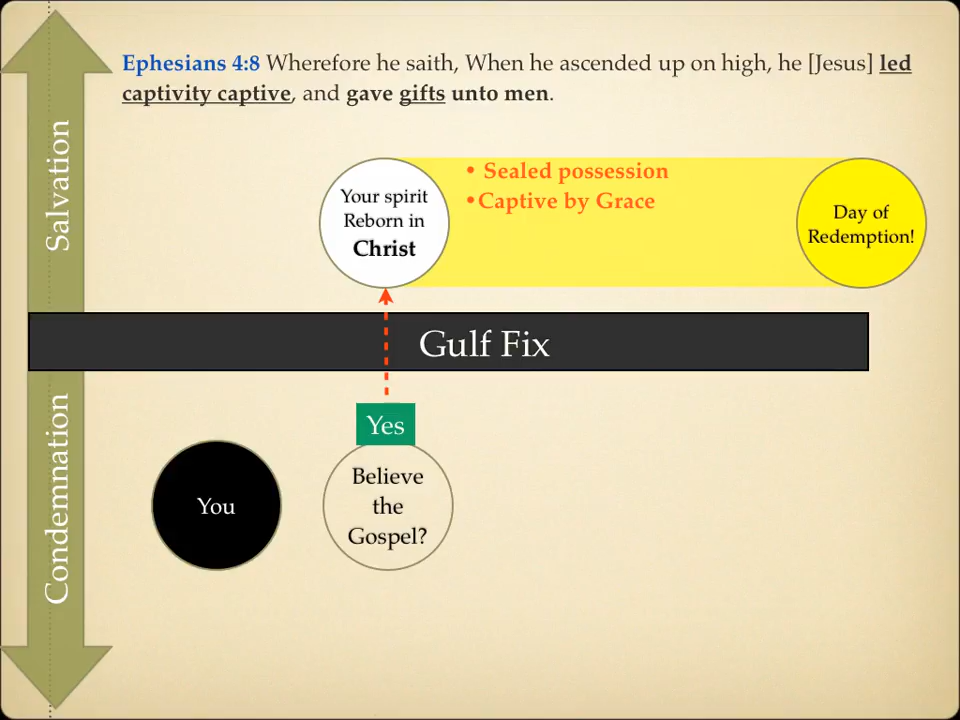 Ephesians 4:8 Wherefore he saith, When he ascended up on high, he [Jesus] led
captivity captive, and gave gifts unto men.
Salvation
Your spirit
Reborn in
Christ
• Sealed possession
•Captive by Grace
Day of
Redemption!
Gulf Fix
Condemnation
Yes
You
Believe
the
Gospel?